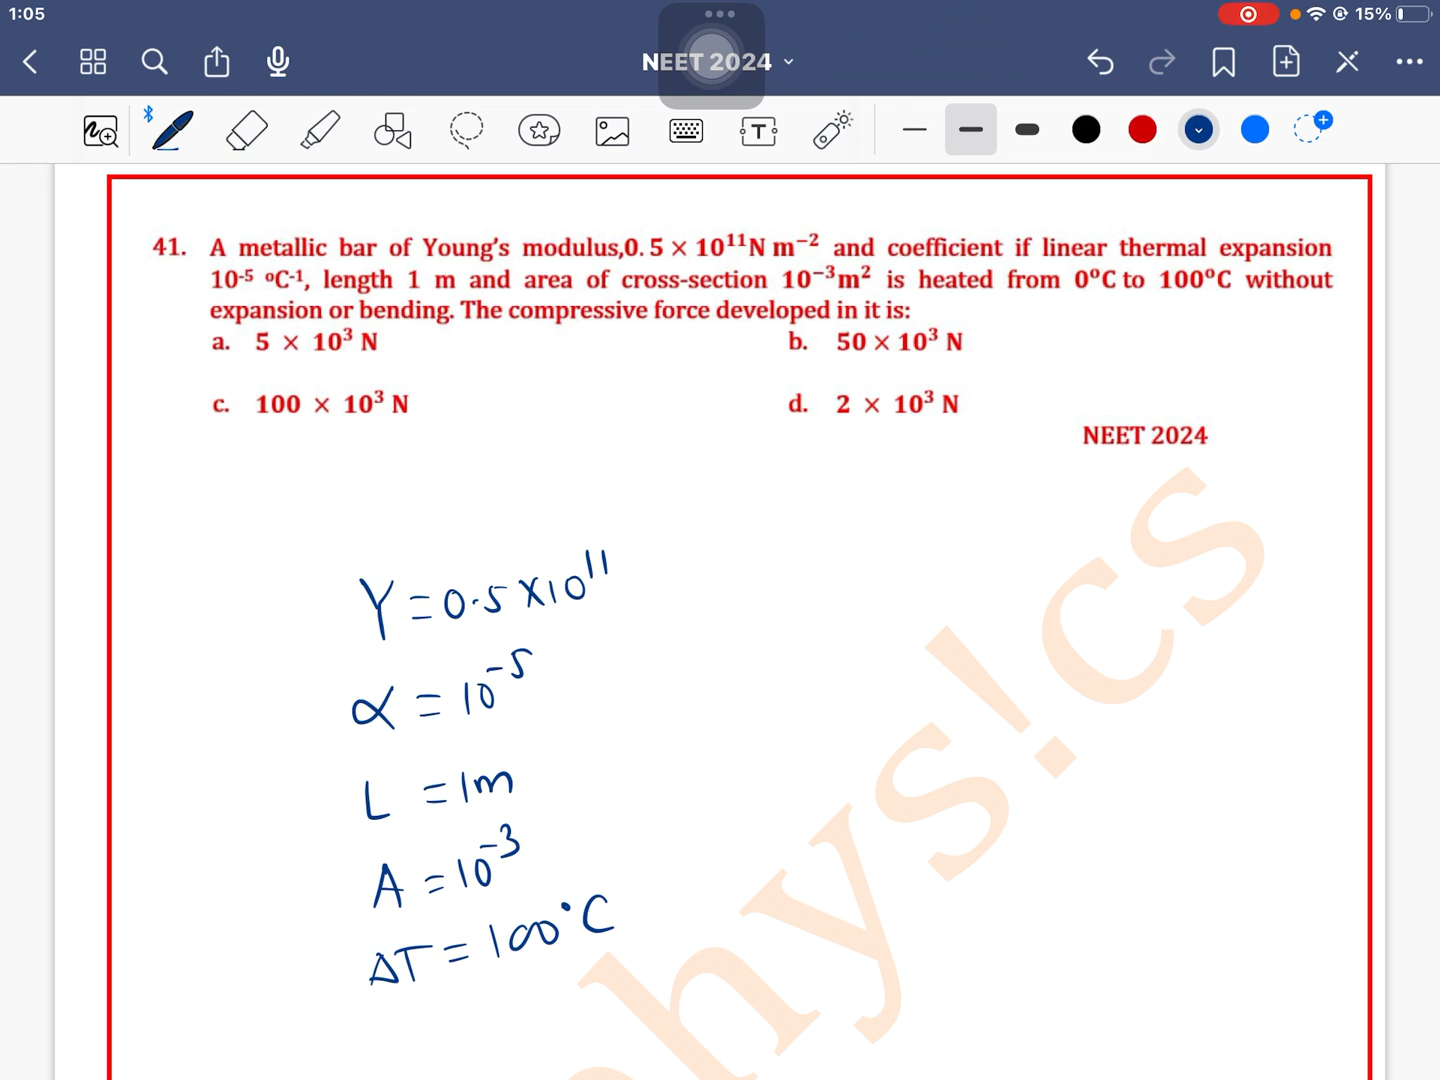 1:05
15%
NEET 2024
T
41. A metallic bar of Young's modulus,0. 5 × 10¹¹N m⁻² and coefficient if linear thermal expansion
10⁻⁵ ᵒC⁻¹, length 1 m and area of cross-section 10⁻³m² is heated from 0⁰C to 100⁰C without
expansion or bending. The compressive force developed in it is:
a. 5 × 10³ N b. 50 × 10³ N
c. 100 × 10³ N d. 2 × 10³ N
NEET 2024
Y = 0.5 × 10¹¹
α = 10⁻⁵
L = 1m
A = 10⁻³
ΔT = 100°C
hys!cs